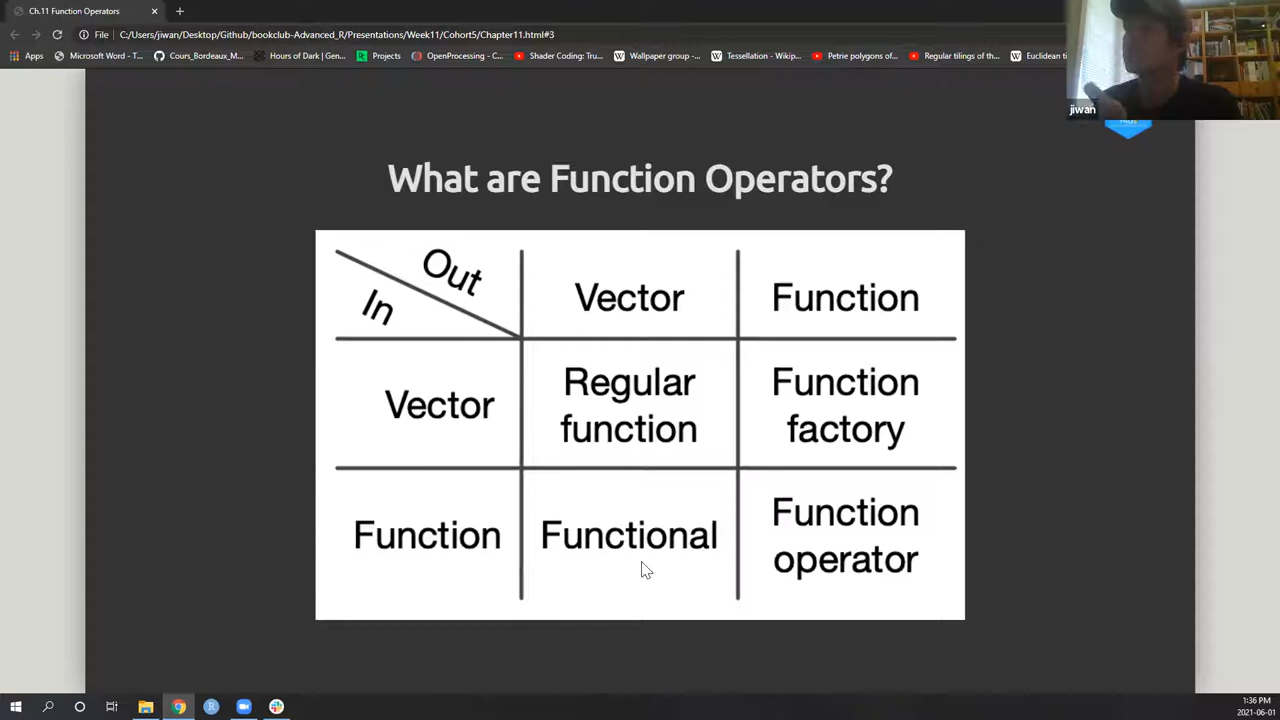 Ch.11 Function Operators
File
C:/Users/jiwan/Desktop/Github/bookclub-Advanced_R/Presentations/Week11/Cohort5/Chapter11.html#3
Apps
Microsoft Word - T...
Cours_Bordeaux_M...
Hours of Dark | Gen...
Projects
OpenProcessing - C...
Shader Coding: Tru...
Wallpaper group -...
Tessellation - Wikip...
Petrie polygons of...
Regular tilings of th...
Euclidean ti
jiwan
What are Function Operators?
Out
In
Vector
Function
Vector
Regular
function
Function
factory
Function
Functional
Function
operator
1:36 PM
2021-06-01